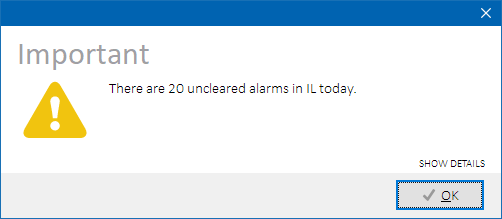 Important
There are 20 uncleared alarms in IL today.
SHOW DETAILS
OK